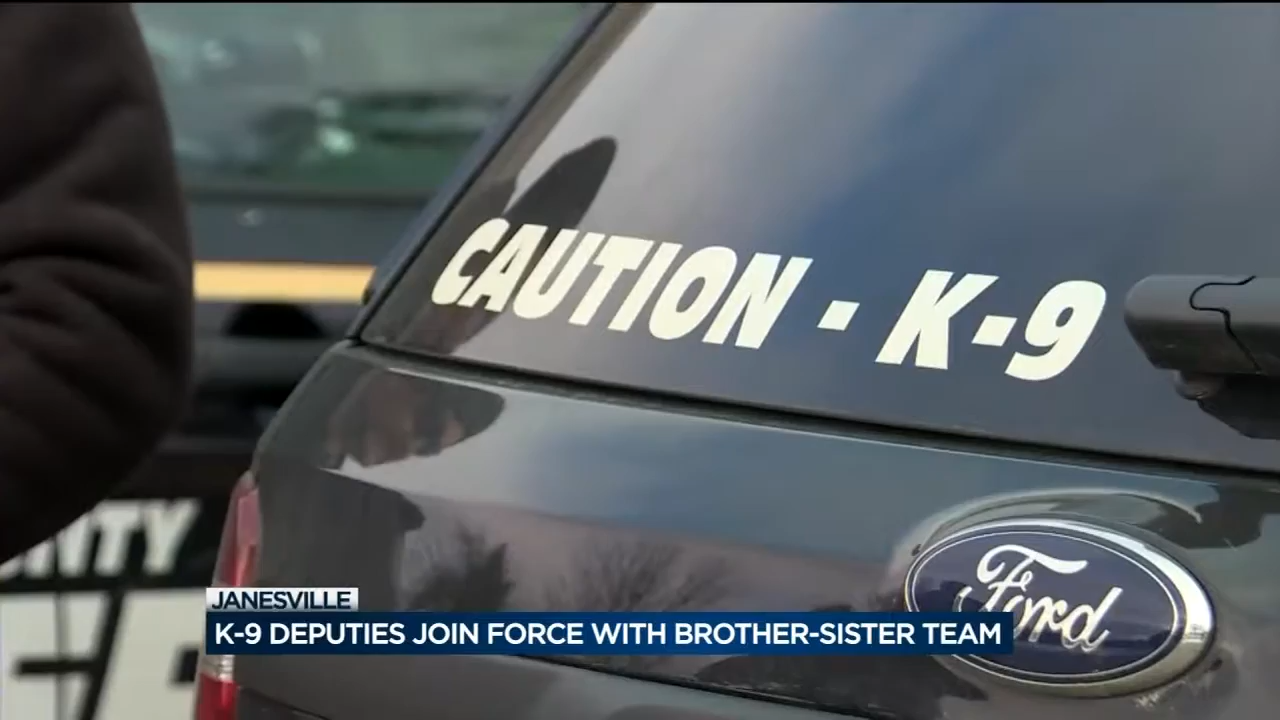 CAUTION - K-9
Ford
JANESVILLE
K-9 DEPUTIES JOIN FORCE WITH BROTHER-SISTER TEAM